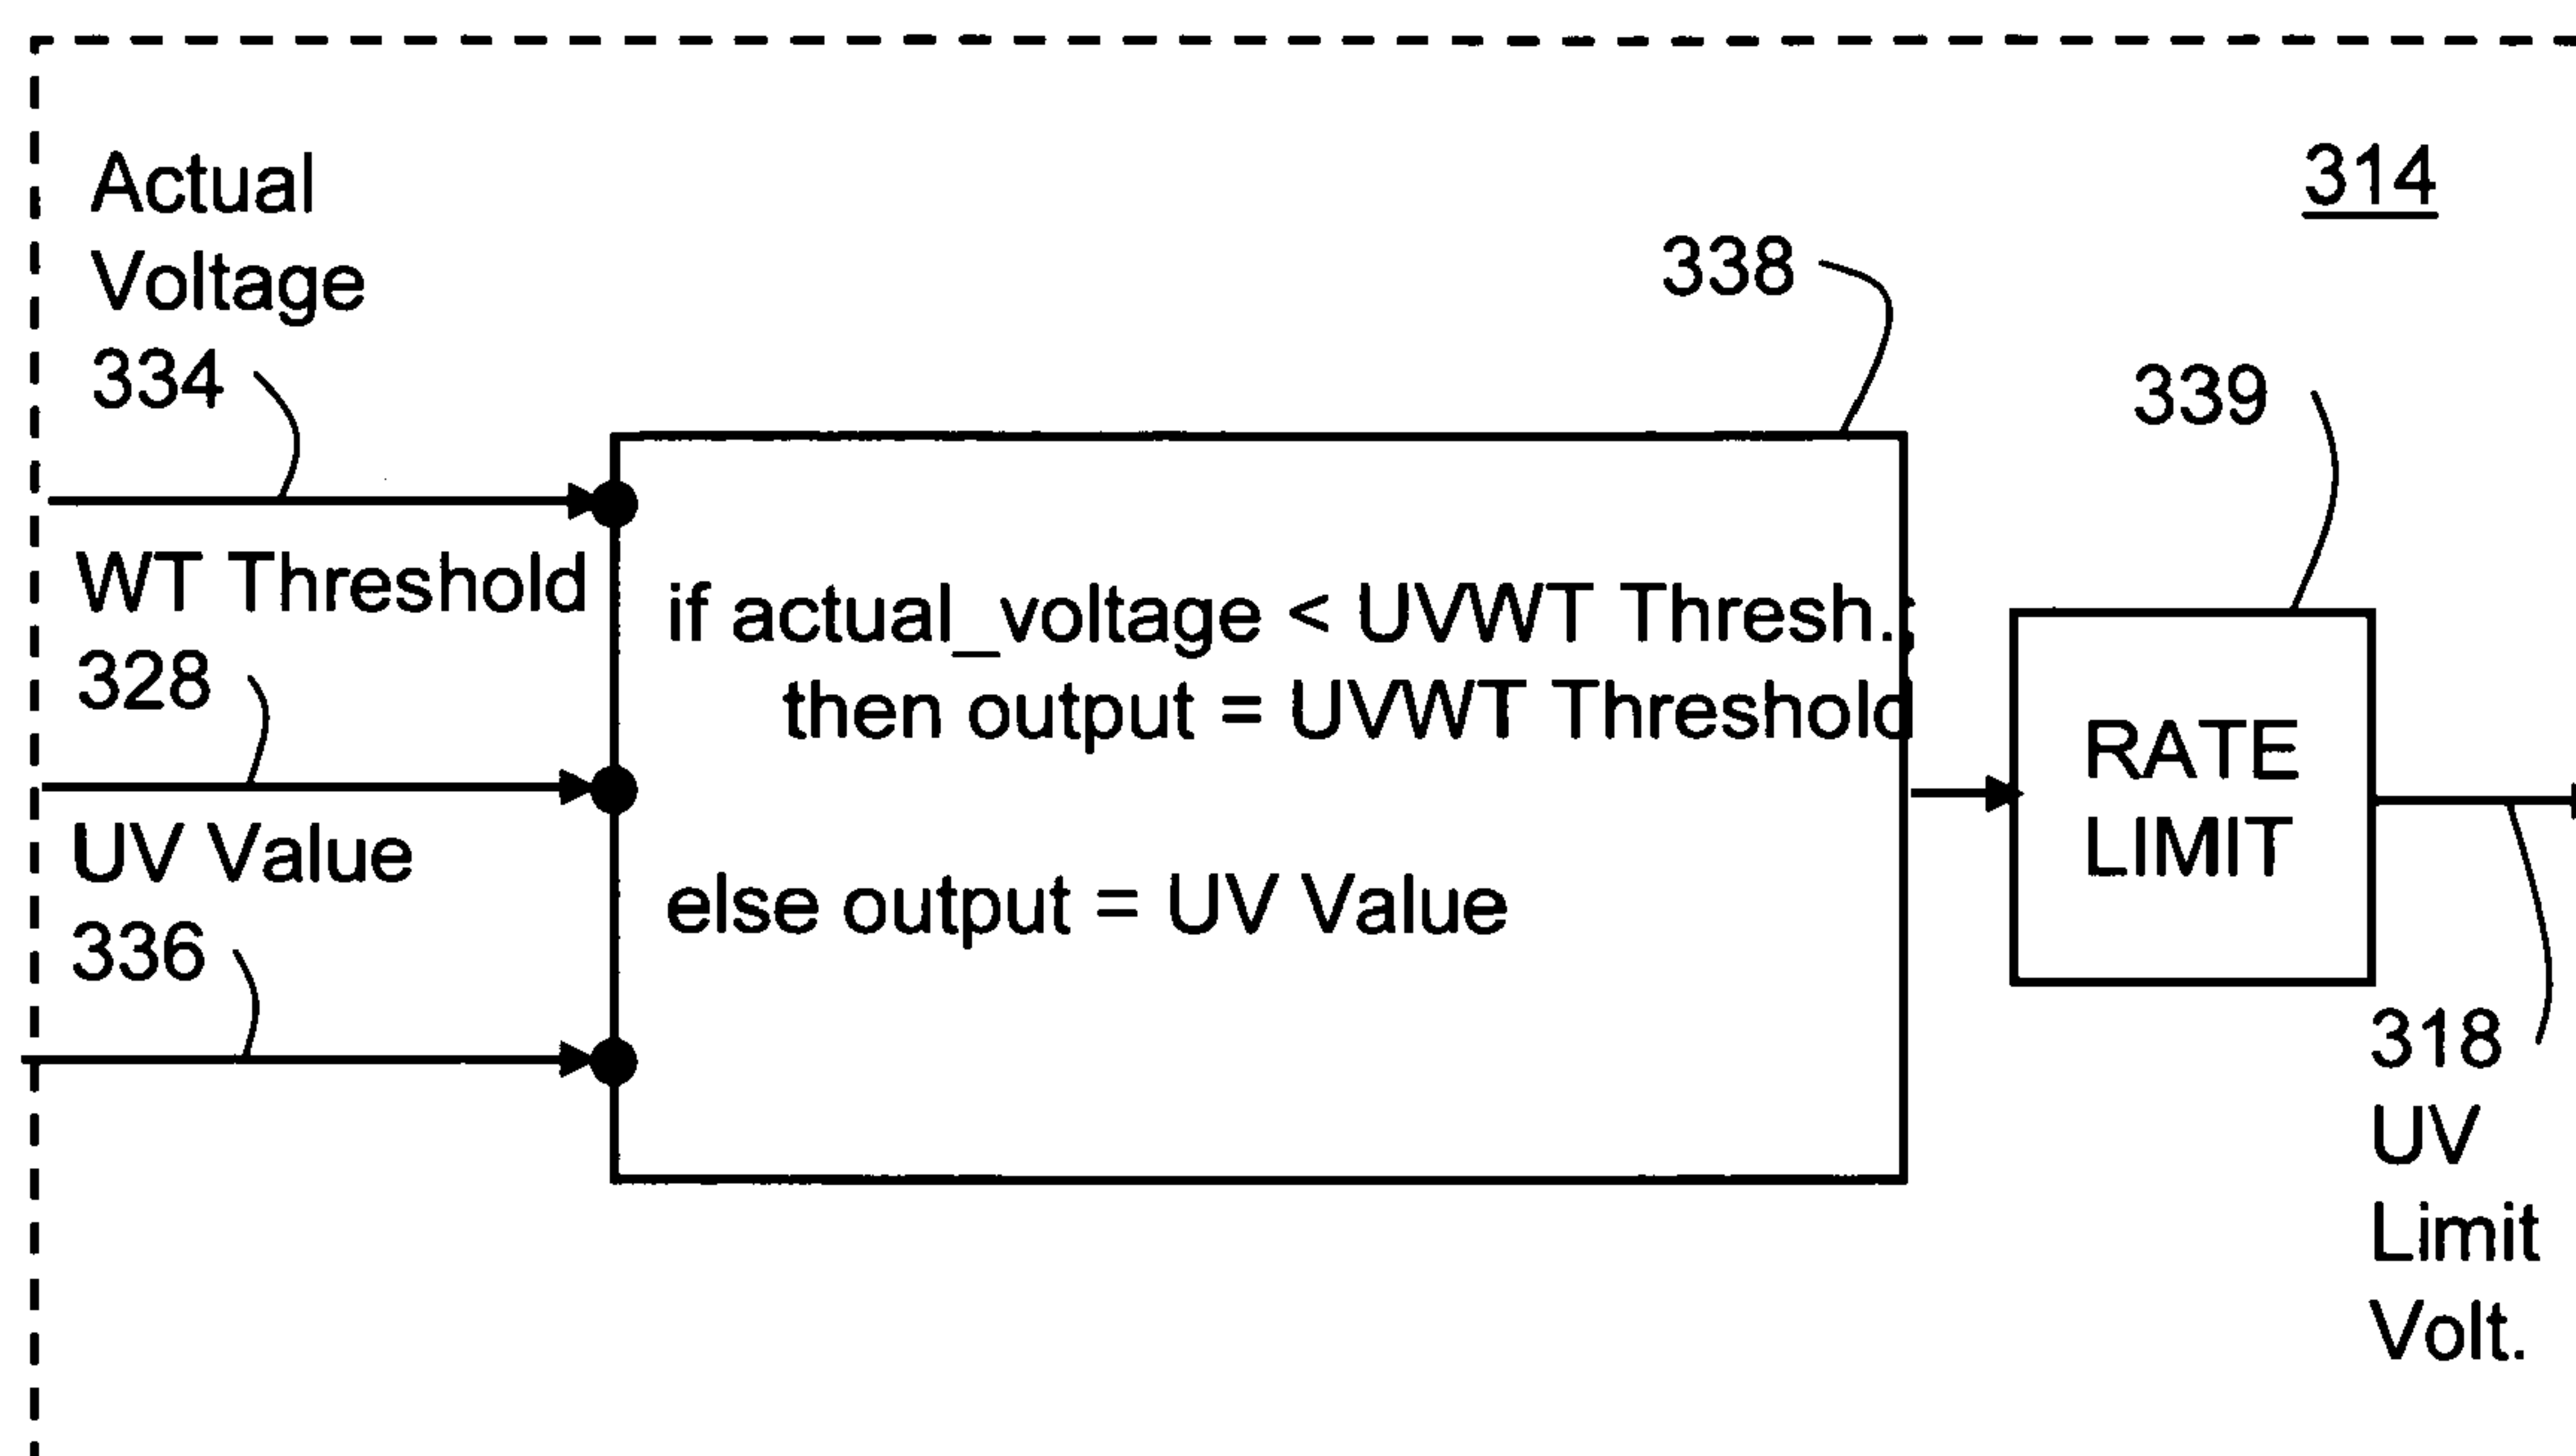 Actual
Voltage
334
WT Threshold
328
UV Value
336
314
338
339
if actual_voltage < UVWT Thresh.,
then output = UVWT Threshold
else output = UV Value
RATE
LIMIT
318
UV
Limit
Volt.